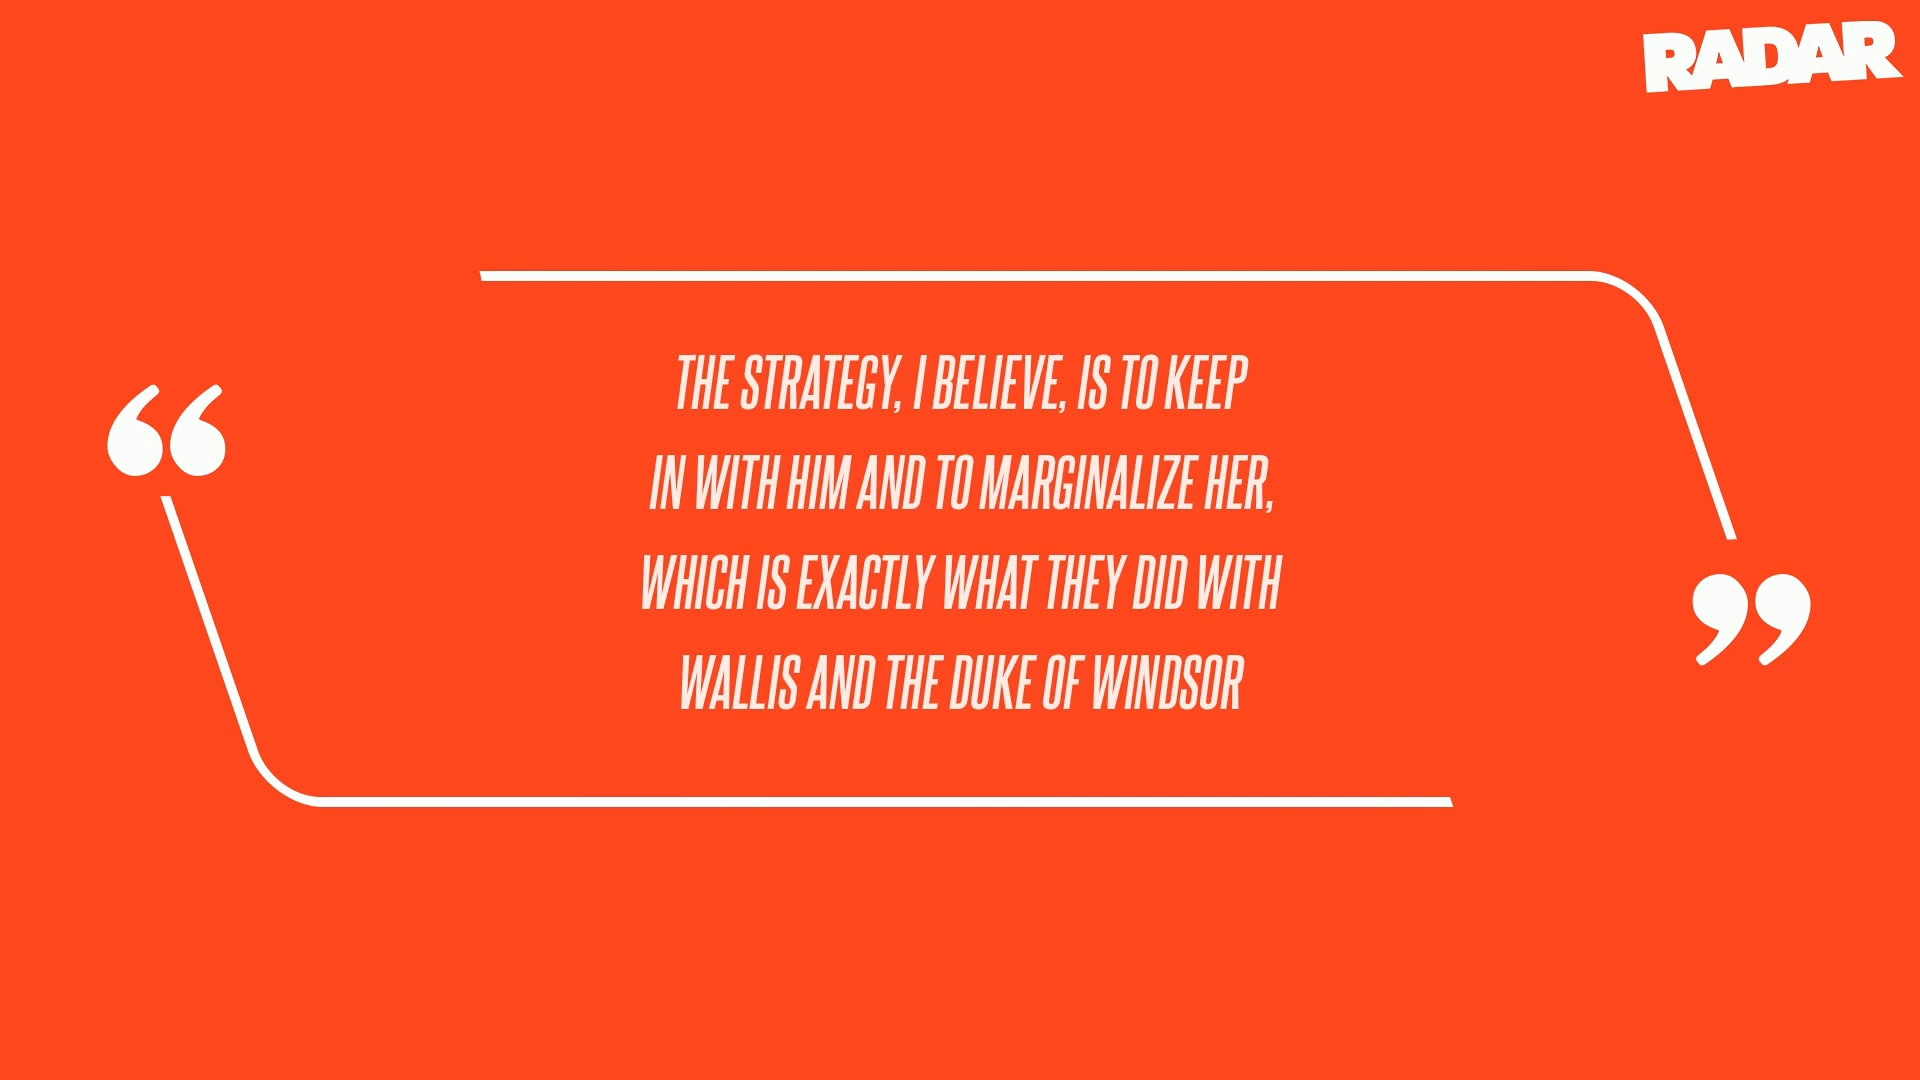 RADAR
THE STRATEGY, I BELIEVE, IS TO KEEP
IN WITH HIM AND TO MARGINALIZE HER,
WHICH IS EXACTLY WHAT THEY DID WITH
WALLIS AND THE DUKE OF WINDSOR